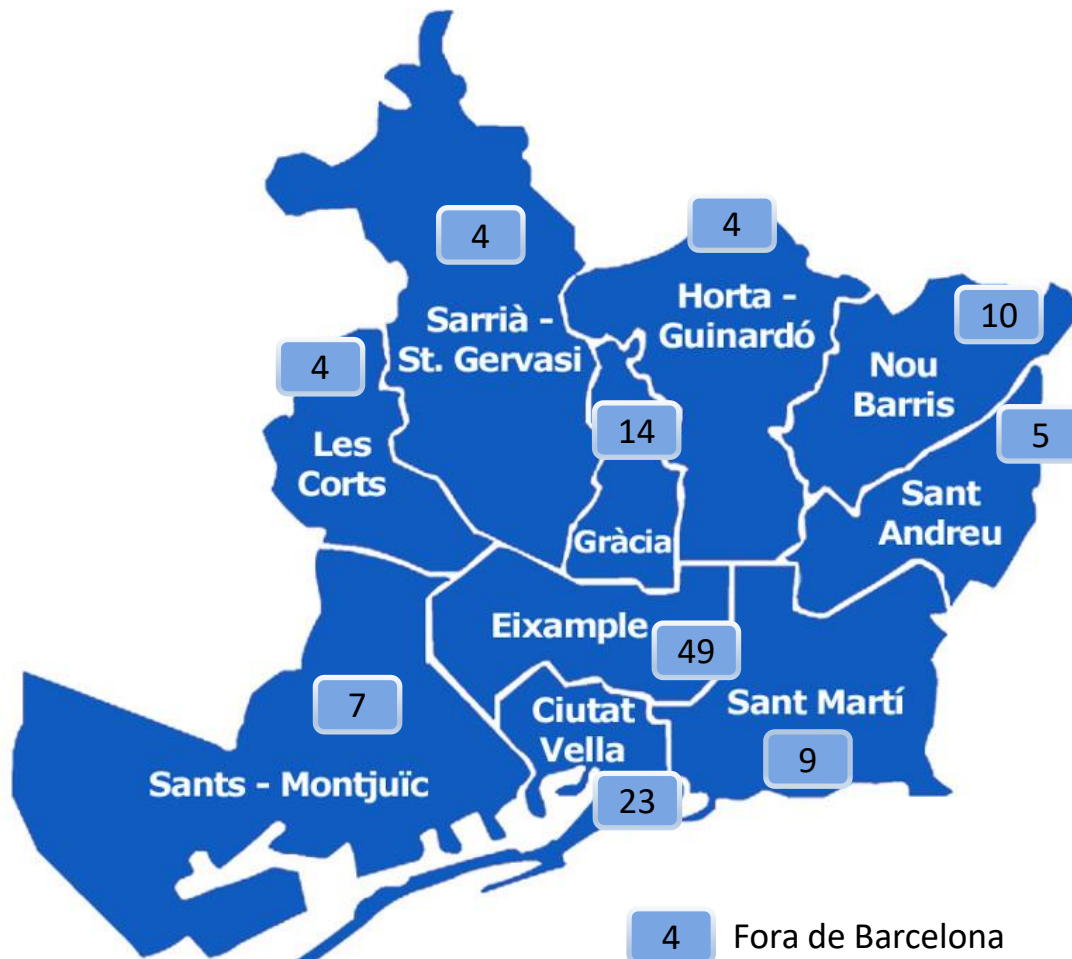 4
Sarrià -
St. Gervasi
4
Horta -
Guinardó
10
Nou
Barris
4
Les
Corts
14
Gràcia
5
Sant
Andreu
Eixample
49
7
Sants - Montjuïc
Ciutat
Vella
23
Sant Martí
9
4 Fora de Barcelona